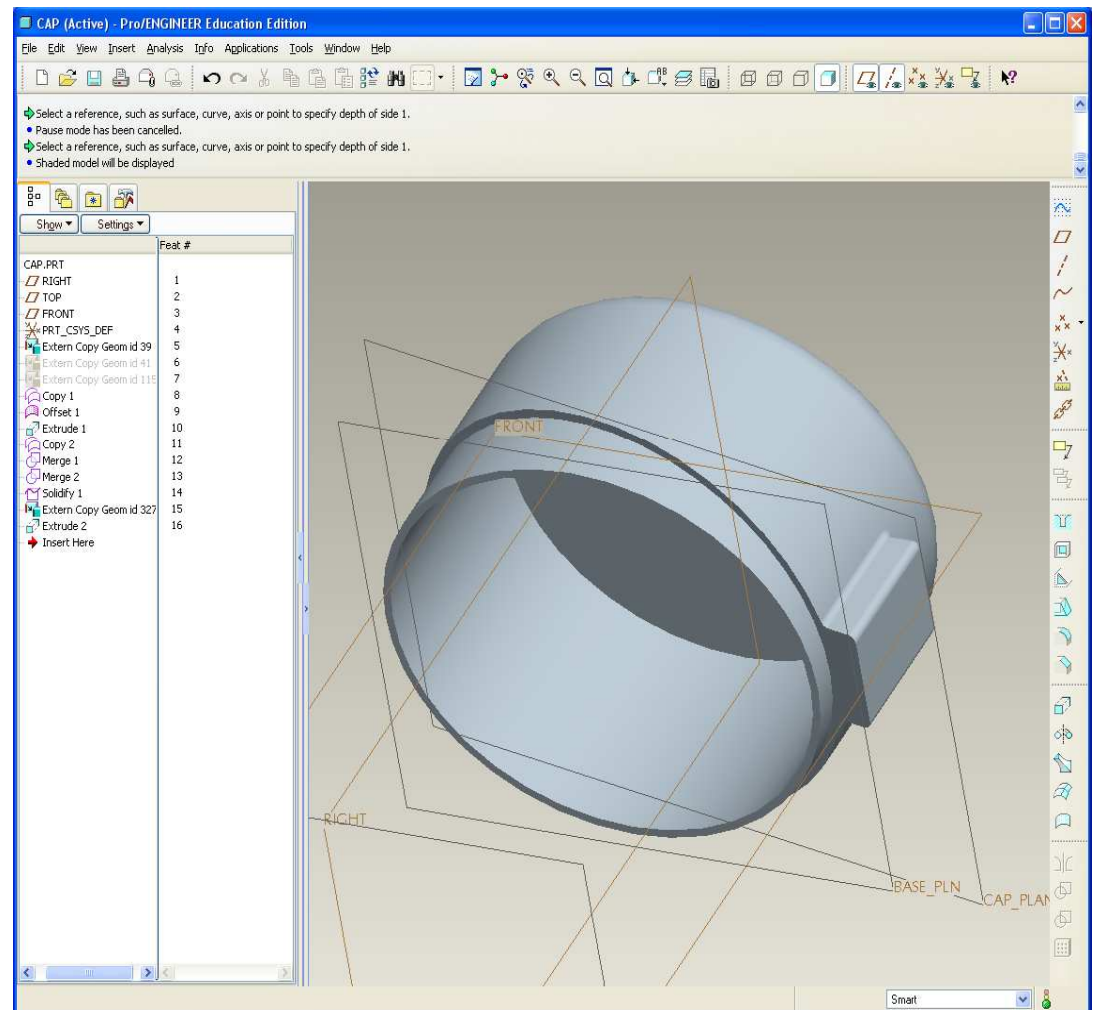 CAP (Active) - Pro/ENGINEER Education Edition
File Edit View Insert Analysis Info Applications Tools Window Help
Select a reference, such as surface, curve, axis or point to specify depth of side 1.
Pause mode has been cancelled.
Select a reference, such as surface, curve, axis or point to specify depth of side 1.
Shaded model will be displayed
Show Settings
Feat #
CAP.PRT
RIGHT 1
TOP 2
FRONT 3
PRT_CSYS_DEF 4
Extern Copy Geom id 39 5
Extern Copy Geom id 41 6
Extern Copy Geom id 115 7
Copy 1 8
Offset 1 9
Extrude 1 10
Copy 2 11
Merge 1 12
Merge 2 13
Solidify 1 14
Extern Copy Geom id 327 15
Extrude 2 16
Insert Here
FRONT
RIGHT
BASE_PLN
CAP_PLAN
Smart